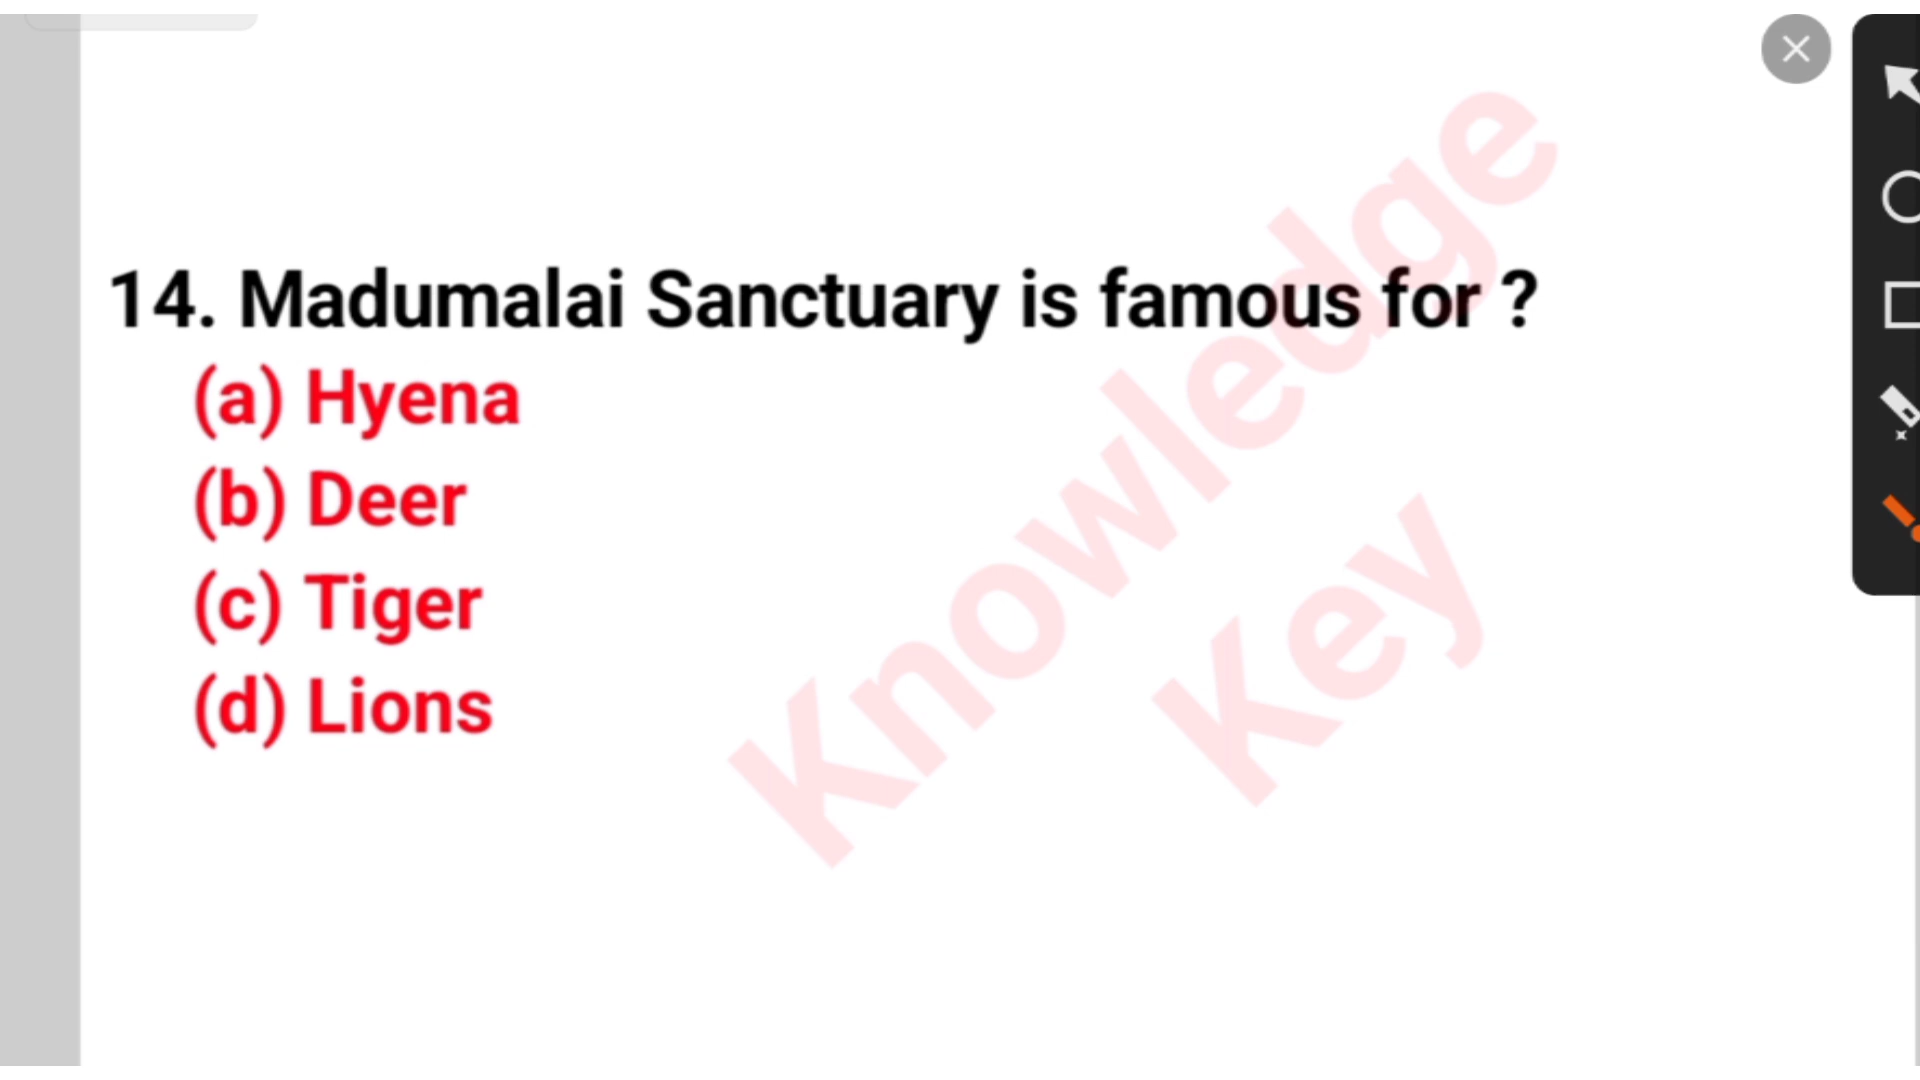 14. Madumalai Sanctuary is famous for ?
(a) Hyena
(b) Deer
(c) Tiger
(d) Lions
Knowledge
Key